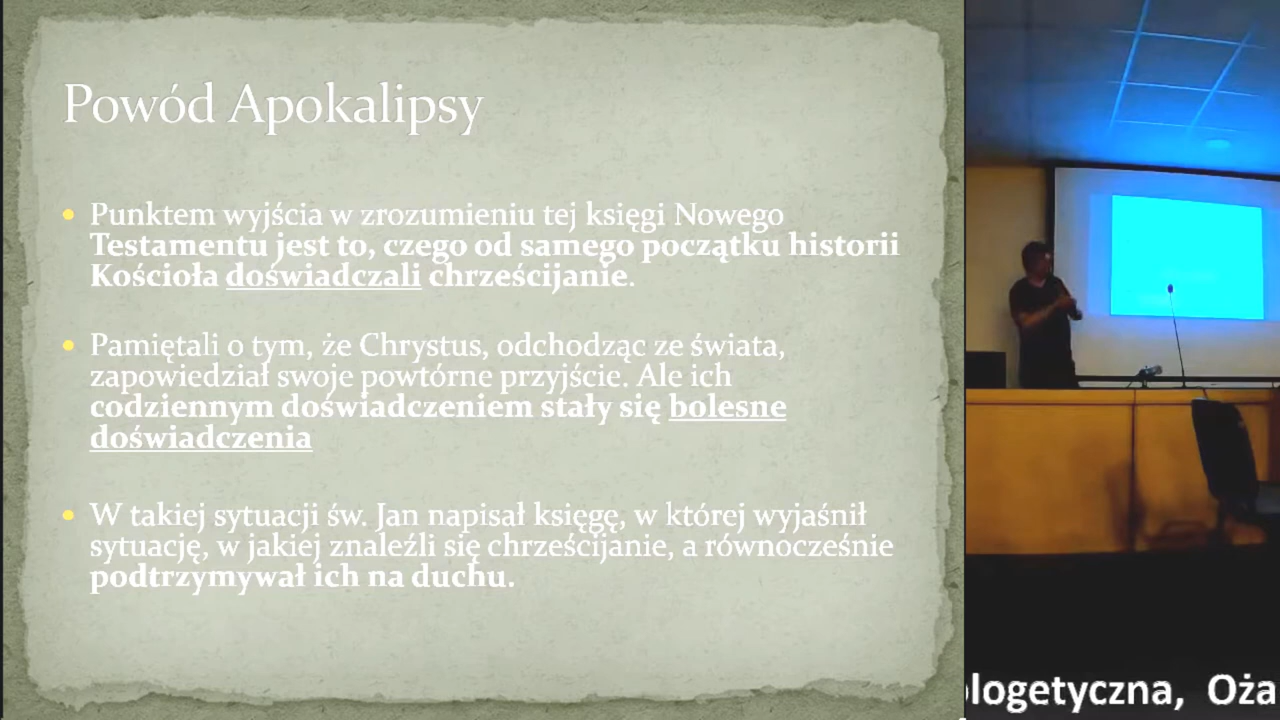 Powód Apokalipsy
• Punktem wyjścia w zrozumieniu tej księgi Nowego
Testamentu jest to, czego od samego początku historii
Kościoła doświadczali chrześcijanie.
• Pamiętali o tym, że Chrystus, odchodząc ze świata,
zapowiedział swoje powtórne przyjście. Ale ich
codziennym doświadczeniem stały się bolesne
doświadczenia
• W takiej sytuacji św. Jan napisał księgę, w której wyjaśnił
sytuację, w jakiej znaleźli się chrześcijanie, a równocześnie
podtrzymywał ich na duchu.
logetyczna, Oża